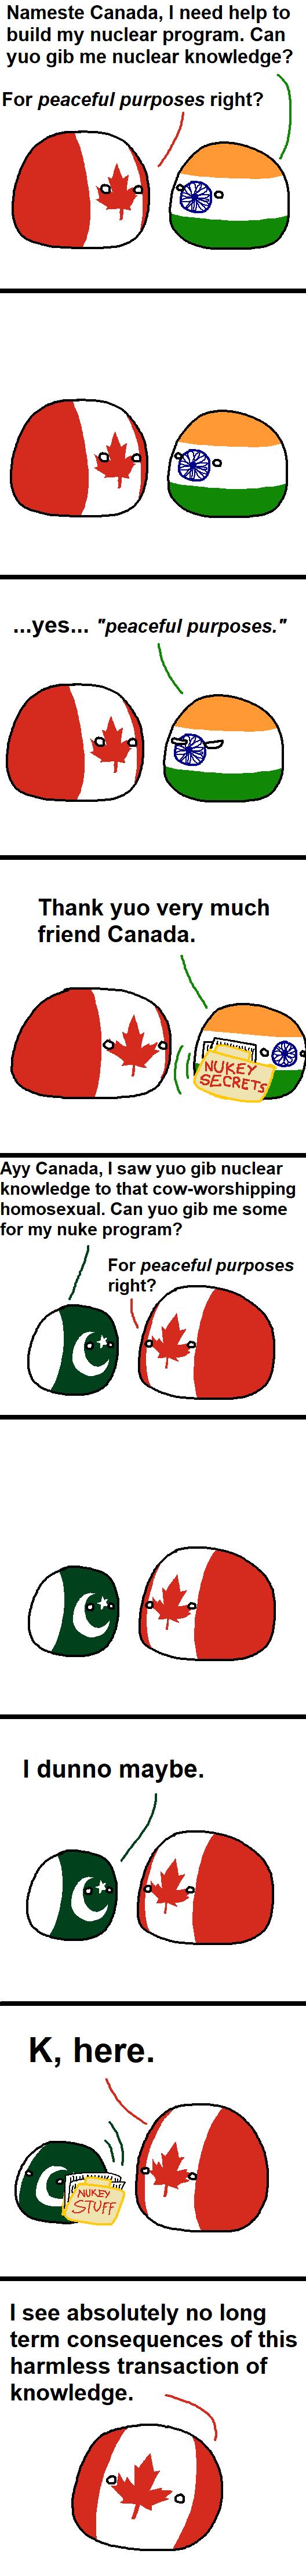 Nameste Canada, I need help to
build my nuclear program. Can
yuo gib me nuclear knowledge?
For peaceful purposes right?
...yes... "peaceful purposes."
Thank yuo very much
friend Canada.
NUKEY
SECRETS
Ayy Canada, I saw yuo gib nuclear
knowledge to that cow-worshipping
homosexual. Can yuo gib me some
for my nuke program?
For peaceful purposes
right?
I dunno maybe.
K, here.
NUKEY
STUFF
I see absolutely no long
term consequences of this
harmless transaction of
knowledge.